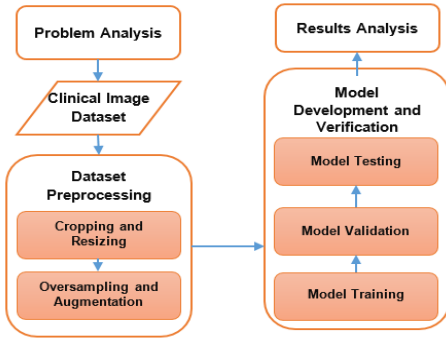 Problem Analysis
Clinical Image
Dataset
Dataset
Preprocessing
Cropping and
Resizing
Oversampling and
Augmentation
Results Analysis
Model
Development and
Verification
Model Testing
Model Validation
Model Training